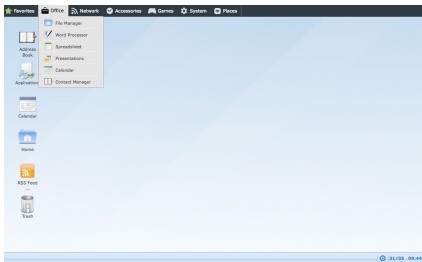 Favorites Office Network Accessories Games System Places
File Manager
Word Processor
Spreadsheet
Presentations
Calendar
Contact Manager
Address
Book
Application
Calendar
Home
RSS Feed
...
Trash
31/03 09:44